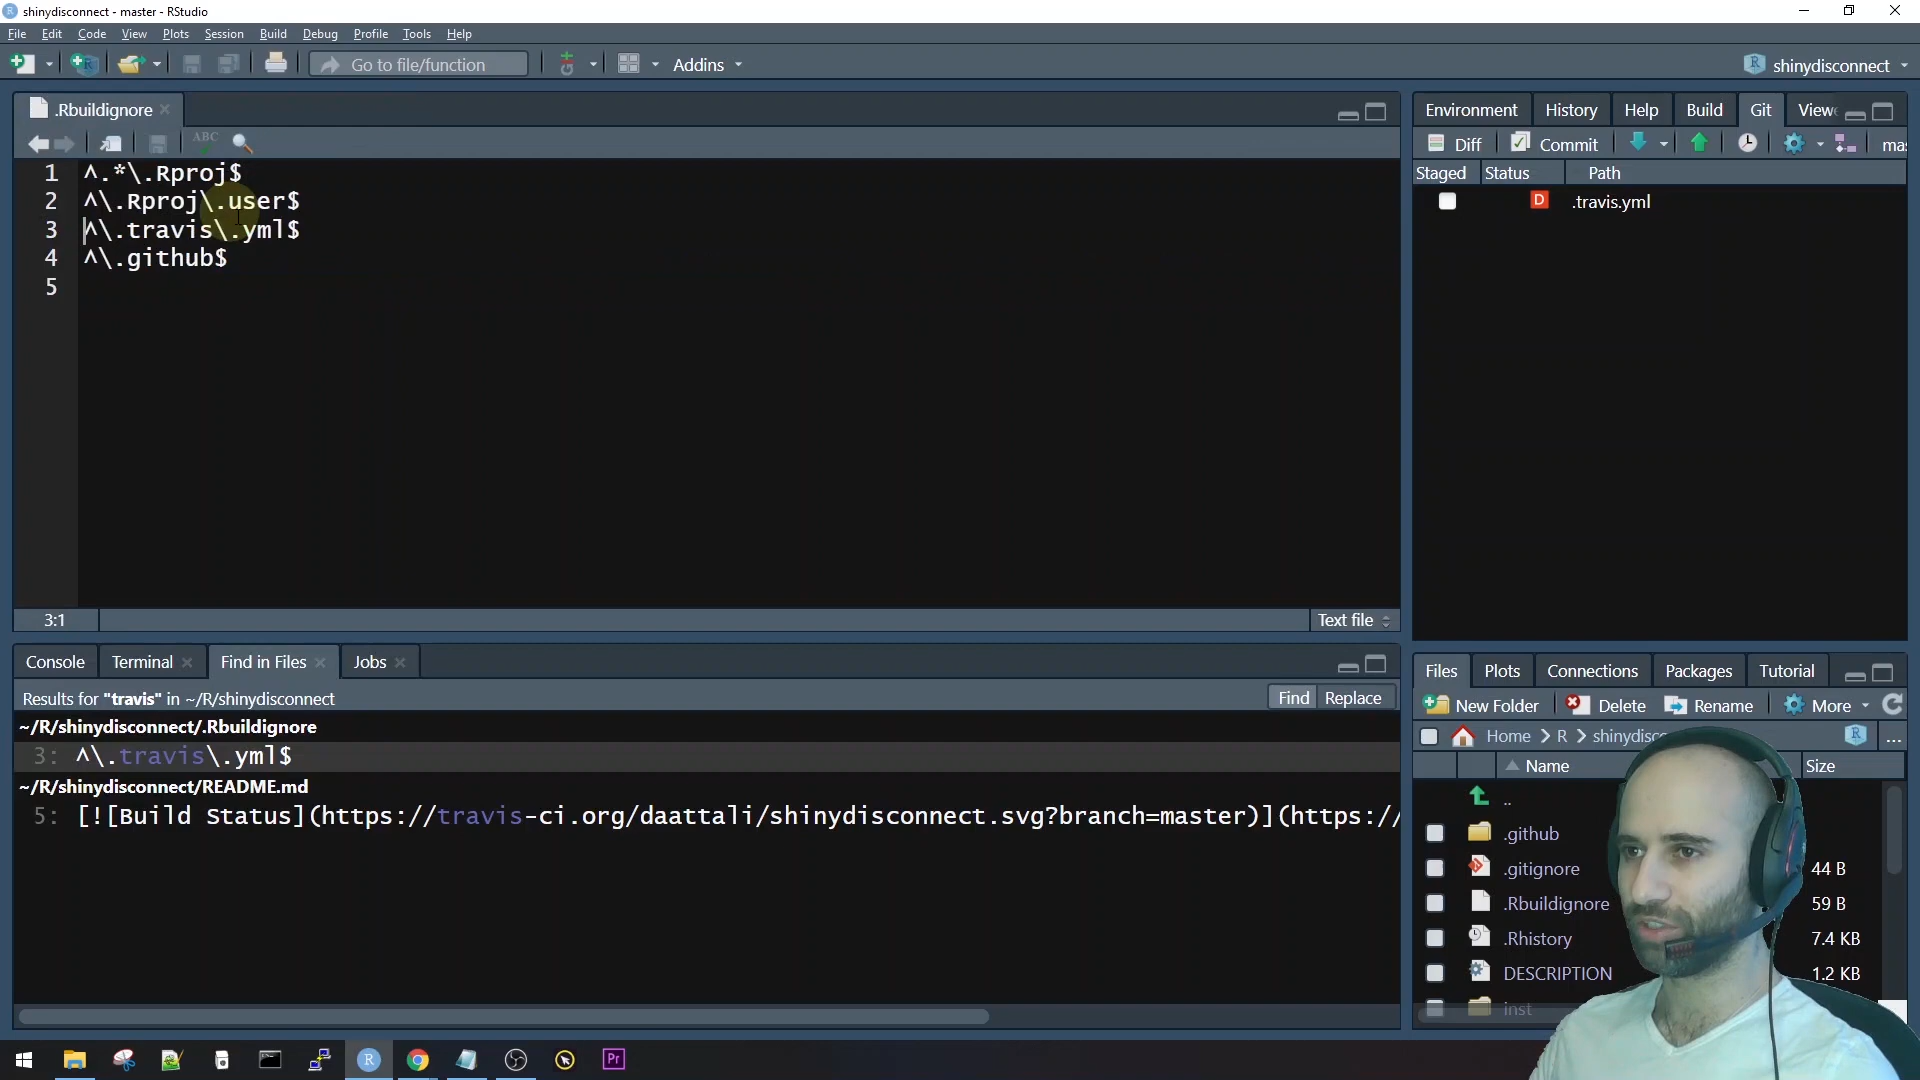 shinydisconnect - master - RStudio
File Edit Code View Plots Session Build Debug Profile Tools Help
Go to file/function Addins shinydisconnect
.Rbuildignore
ABC
1 ^.*\.Rproj$
2 ^\.Rproj\.user$
3 ^\.travis\.yml$
4 ^\.github$
5
3:1 Text file
Environment History Help Build Git
Diff Commit
Staged Status Path
D .travis.yml
Console Terminal Find in Files Jobs
Results for "travis" in ~/R/shinydisconnect Find Replace
~/R/shinydisconnect/.Rbuildignore
3: ^\.travis\.yml$
~/R/shinydisconnect/README.md
5: [![Build Status](https://travis-ci.org/daattali/shinydisconnect.svg?branch=master)](https://
Files Plots Connections Packages Tutorial
New Folder Delete Rename More
Home R ...
Name Size
..
.github
.gitignore 44 B
.Rbuildignore 59 B
.Rhistory 7.4 KB
DESCRIPTION 1.2 KB
inst
R Pr